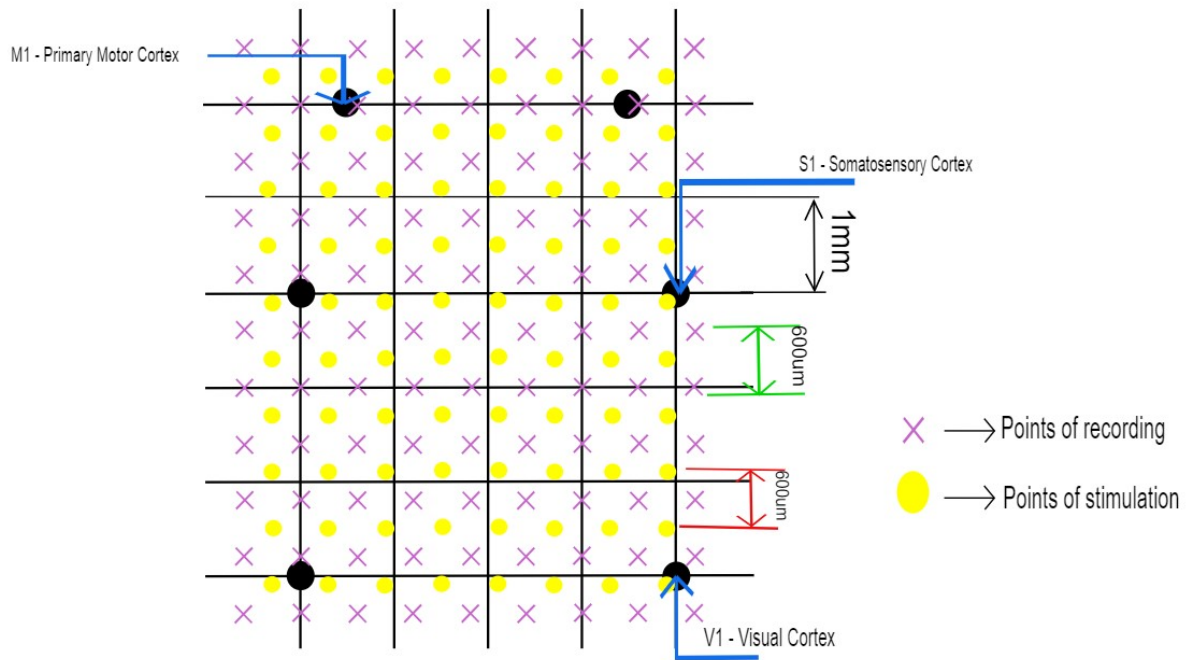 M1 - Primary Motor Cortex
S1 - Somatosensory Cortex
1mm
600um
Points of recording
600um
Points of stimulation
V1 - Visual Cortex